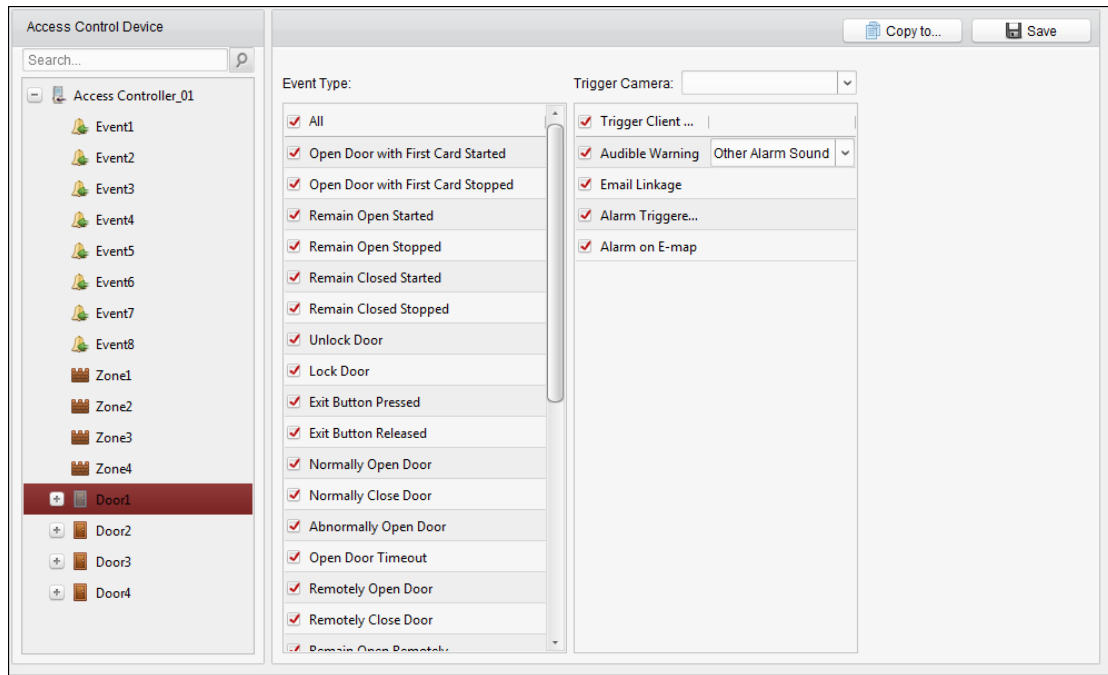 Access Control Device
Copy to...
Save
Search...
Access Controller_01
Event1
Event2
Event3
Event4
Event5
Event6
Event7
Event8
Zone1
Zone2
Zone3
Zone4
Door1
Door2
Door3
Door4
Event Type:
All
Open Door with First Card Started
Open Door with First Card Stopped
Remain Open Started
Remain Open Stopped
Remain Closed Started
Remain Closed Stopped
Unlock Door
Lock Door
Exit Button Pressed
Exit Button Released
Normally Open Door
Normally Close Door
Abnormally Open Door
Open Door Timeout
Remotely Open Door
Remotely Close Door
Remain Open Remotely
Trigger Camera:
Trigger Client ...
Audible Warning Other Alarm Sound
Email Linkage
Alarm Triggere...
Alarm on E-map